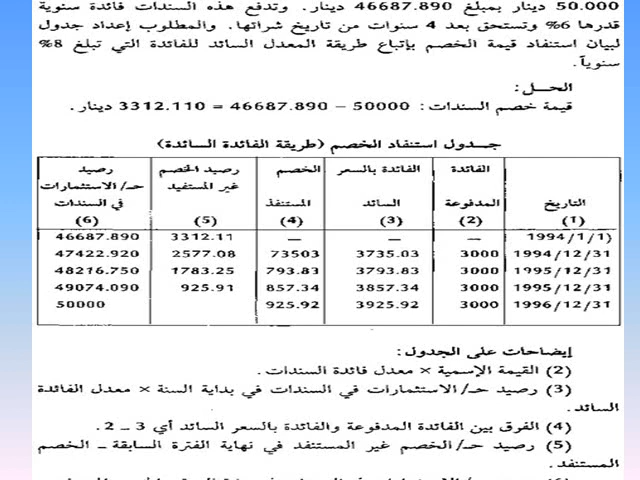 50.000 دينار بمبلغ 46687.890 دينار. وتدفع هذه السندات فائدة سنوية
قدرها 6% وتستحق بعد 4 سنوات من تاريخ شرائها. والمطلوب إعداد جدول
لبيان استنفاد قيمة الخصم بإتباع طريقة المعدل السائد للفائدة التي تبلغ 8%
سنوياً.
الحـل:
قيمة خصم السندات: 50000 – 46687.890 = 3312.110 دينار.
جـدول استنفاد الخصم (طريقة الفائدة السائدة)
التاريخ (1) الفائدة المدفوعة (2) الفائدة بالسعر السائد (3) الخصم المستنفذ (4) رصيد الخصم غير المستفيد (5) رصيد حـ/ الاستثمارات في السندات (6)
1994/1/1) — — — 3312.11 46687.890
1994/12/31 3000 3735.03 73503 2577.08 47422.920
1995/12/31 3000 3793.83 793.83 1783.25 48216.750
1995/12/31 3000 3857.34 857.34 925.91 49074.090
1996/12/31 3000 3925.92 925.92 50000
إيضاحات على الجدول:
(2) القيمة الإسمية × معدل فائدة السندات.
(3) رصيد حـ/ الاستثمارات في السندات في بداية السنة × معدل الفائدة
السائد.
(4) الفرق بين الفائدة المدفوعة والفائدة بالسعر السائد أي 3 – 2.
(5) رصيد حـ/الخصم غير المستنفد في نهاية الفترة السابقة – الخصم
المستنفد.